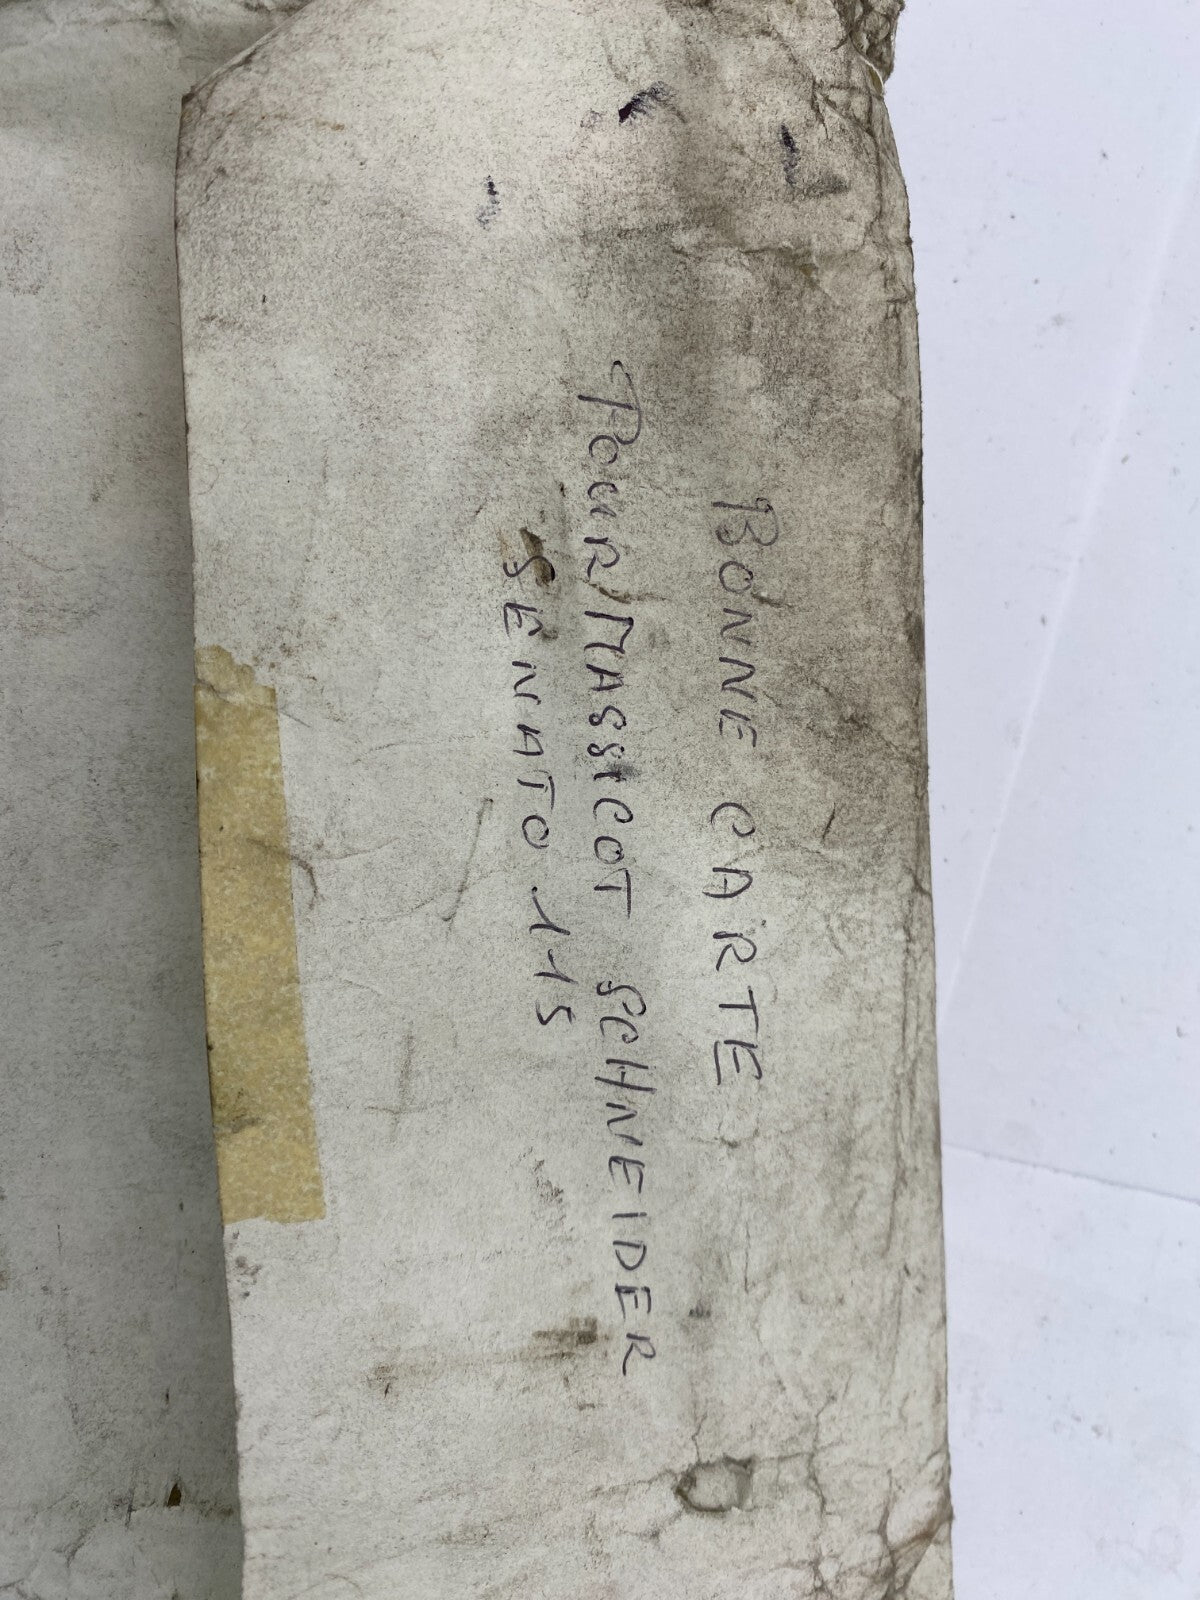 BONNE CARTE
POUR MASSICOT SCHNEIDER
SENATO 115